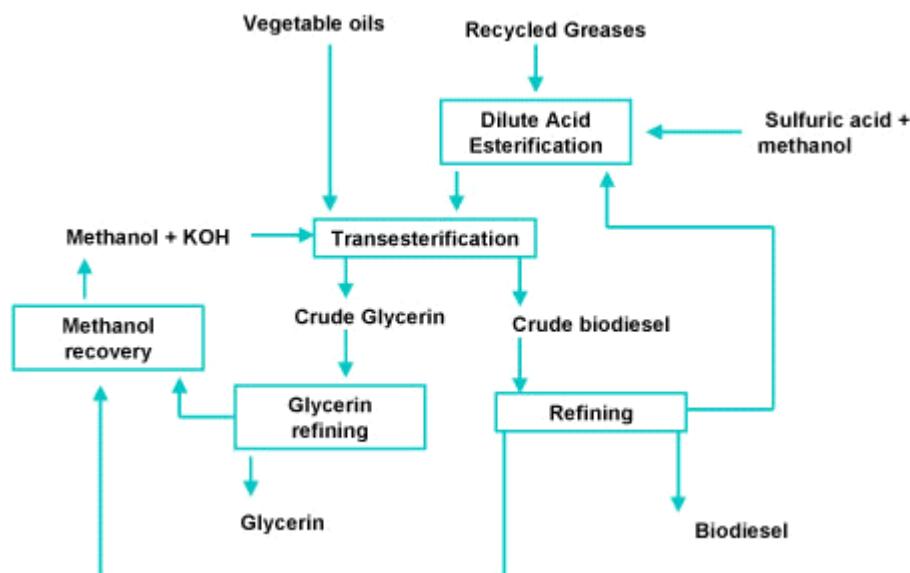 Vegetable oils
Recycled Greases
Dilute Acid
Esterification
Sulfuric acid +
methanol
Methanol + KOH
Transesterification
Crude Glycerin
Crude biodiesel
Methanol
recovery
Glycerin
refining
Refining
Glycerin
Biodiesel